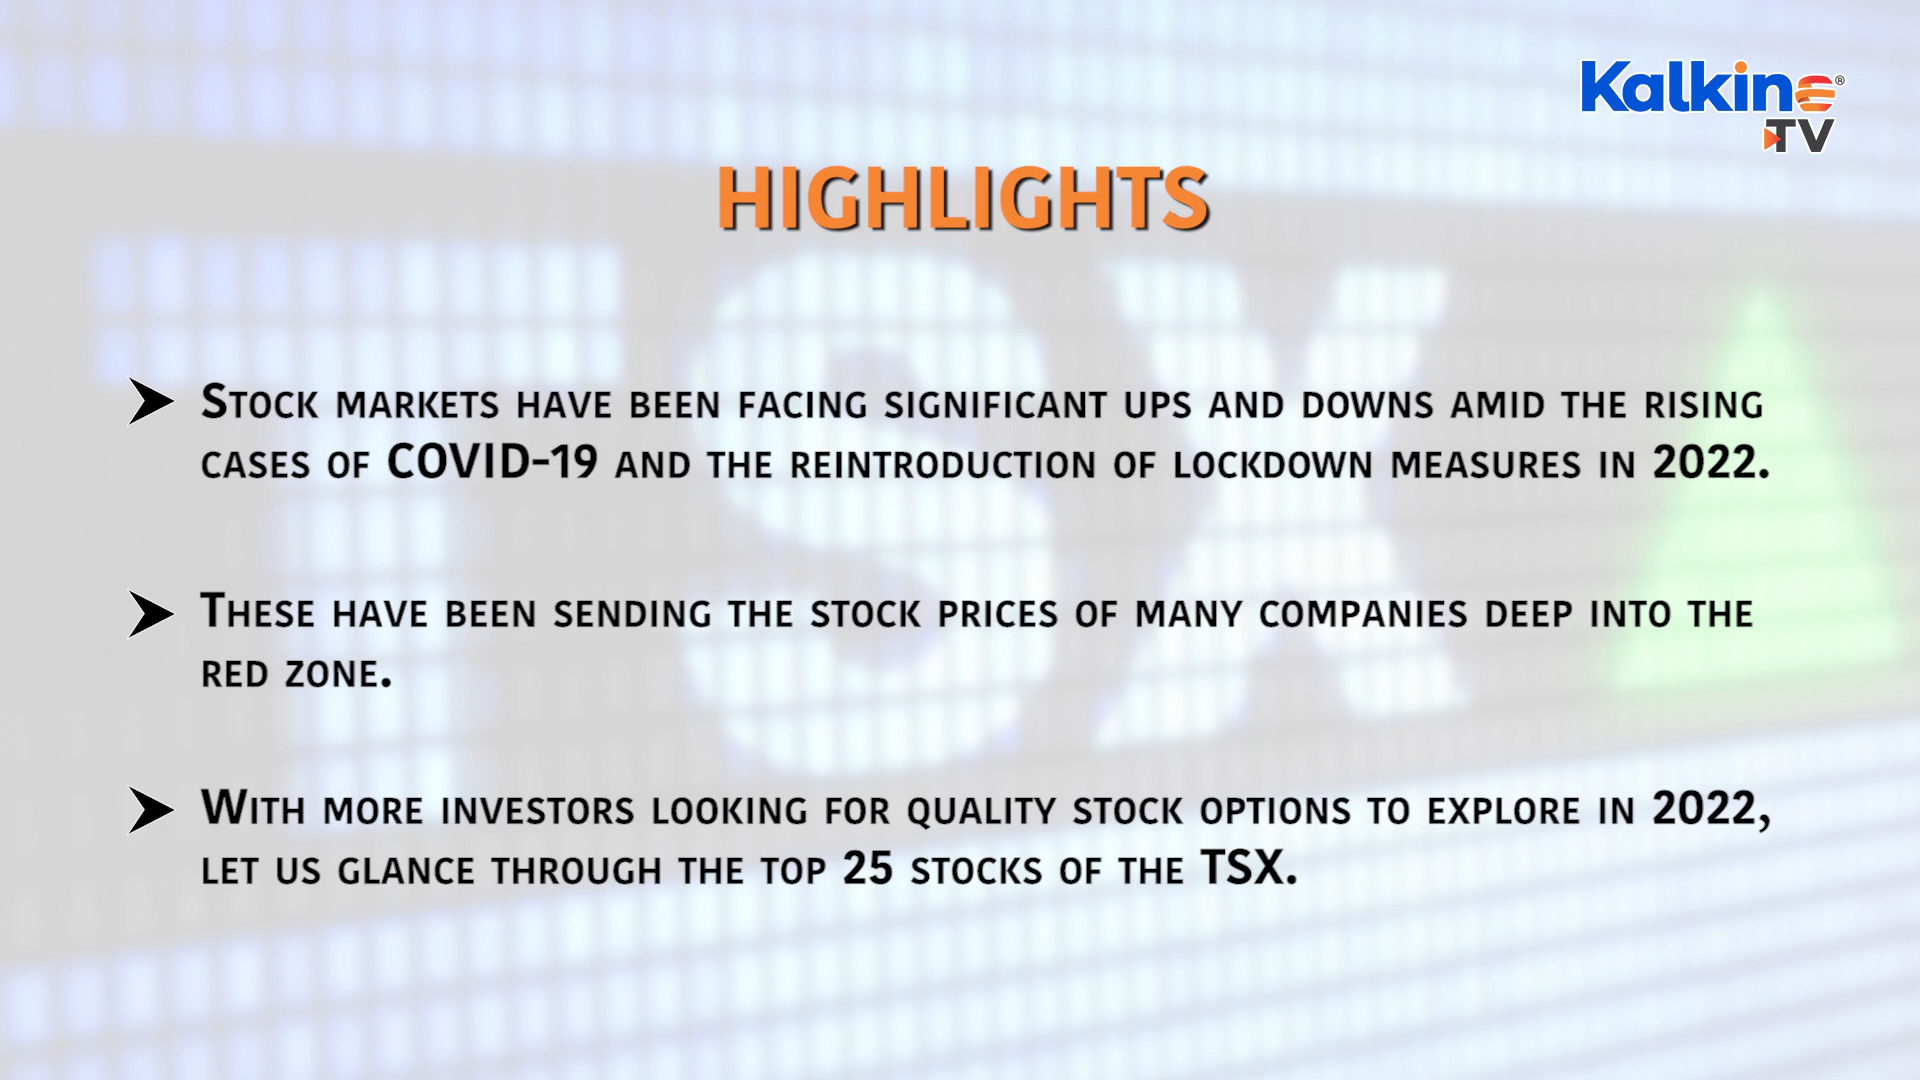 Kalkine®
TV
HIGHLIGHTS
STOCK MARKETS HAVE BEEN FACING SIGNIFICANT UPS AND DOWNS AMID THE RISING
CASES OF COVID-19 AND THE REINTRODUCTION OF LOCKDOWN MEASURES IN 2022.
THESE HAVE BEEN SENDING THE STOCK PRICES OF MANY COMPANIES DEEP INTO THE
RED ZONE.
WITH MORE INVESTORS LOOKING FOR QUALITY STOCK OPTIONS TO EXPLORE IN 2022,
LET US GLANCE THROUGH THE TOP 25 STOCKS OF THE TSX.
TSX